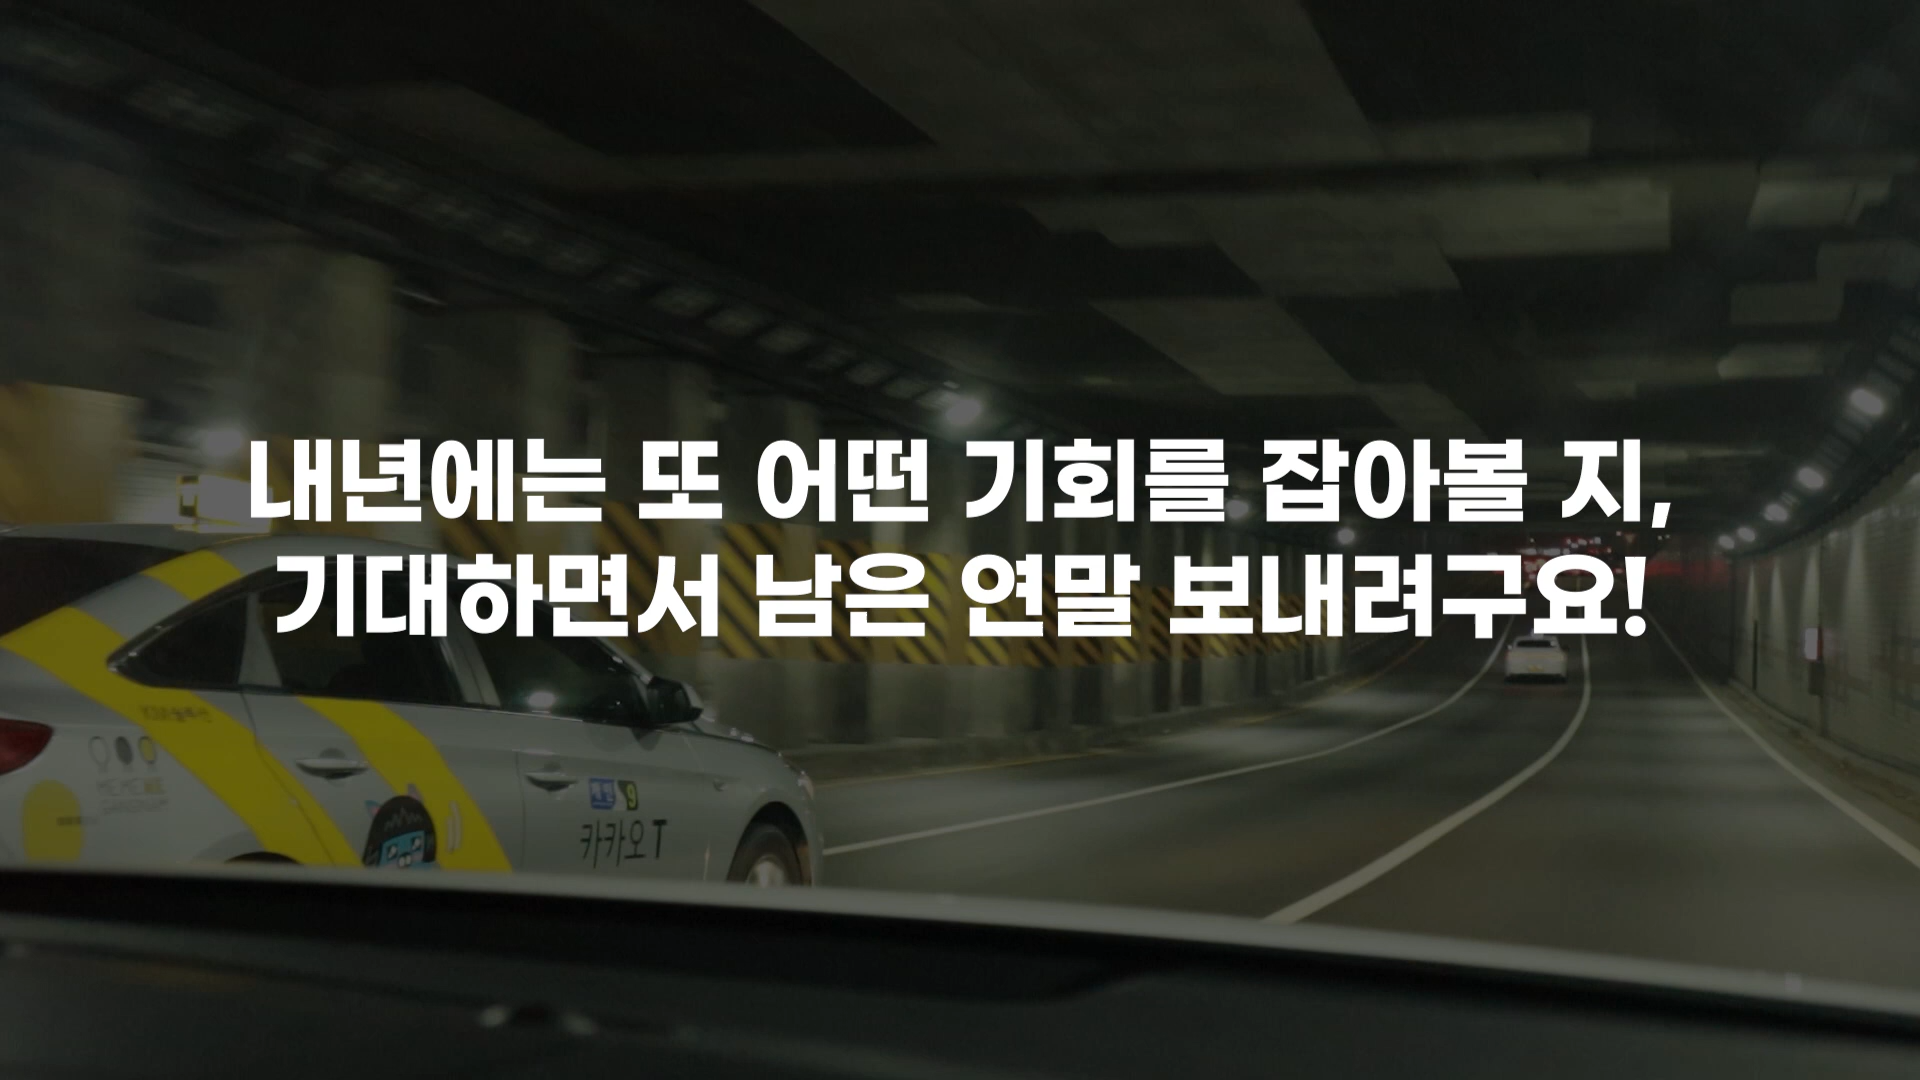 내년에는 또 어떤 기회를 잡아볼 지,
기대하면서 남은 연말 보내려구요!
9
카카오 T